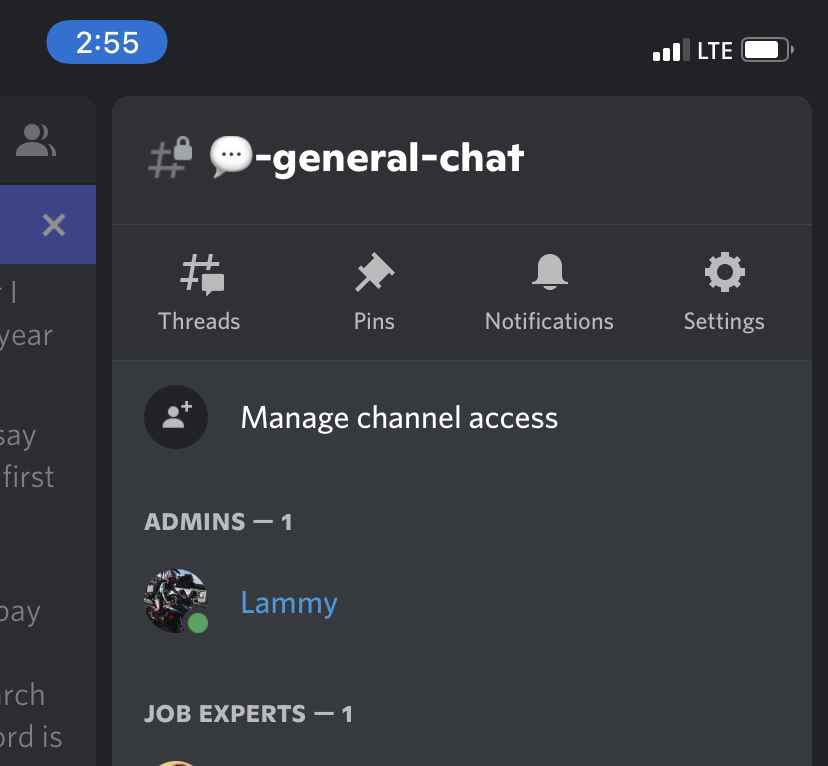 2:55
LTE
💬-general-chat
Threads
Pins
Notifications
Settings
Manage channel access
ADMINS — 1
Lammy
JOB EXPERTS — 1
I
year
say
first
pay
ord is